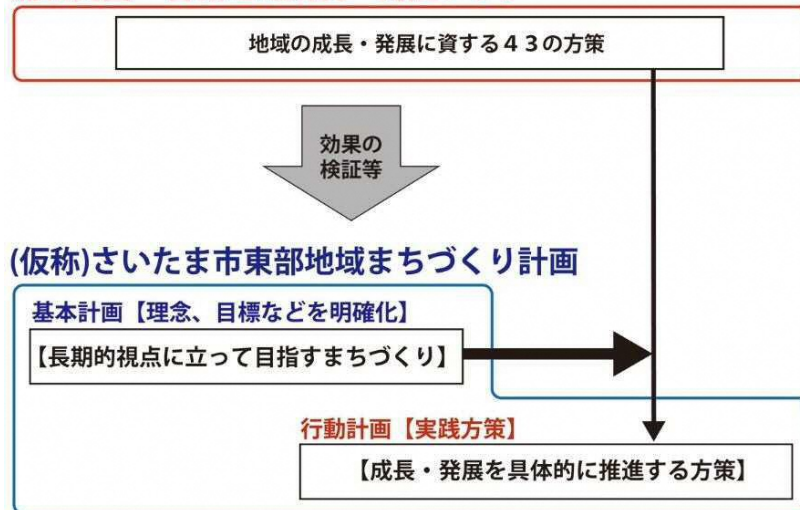 地域の成長・発展に資する４３の方策
効果の
検証等
(仮称)さいたま市東部地域まちづくり計画
基本計画【理念、目標などを明確化】
【長期的視点に立って目指すまちづくり】
行動計画【実践方策】
【成長・発展を具体的に推進する方策】